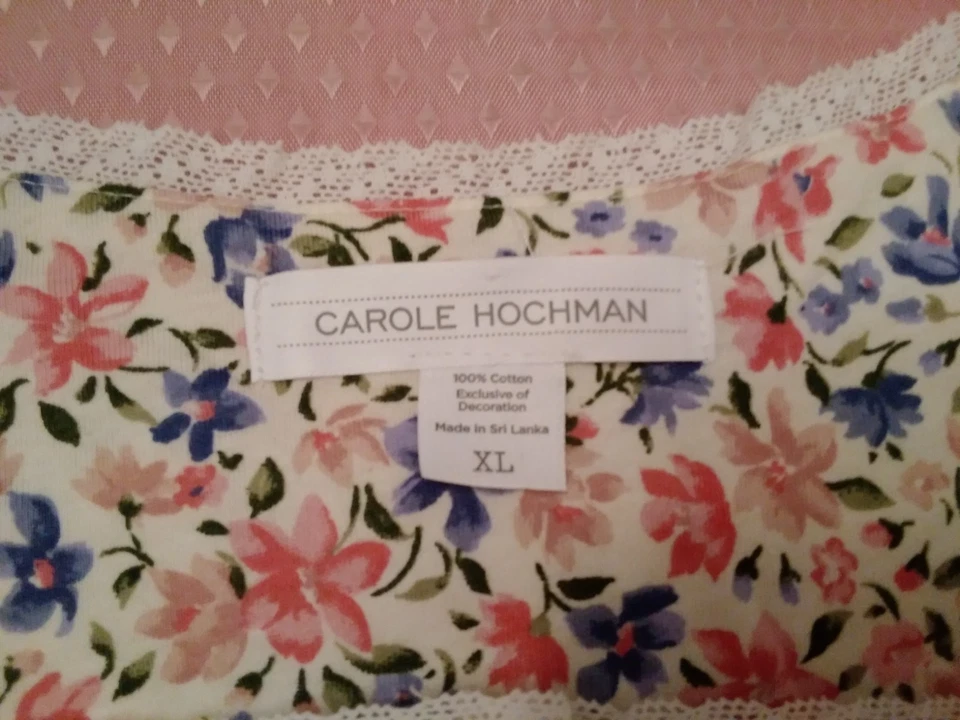 CAROLE HOCHMAN
100% Cotton
Exclusive of
Decoration
Made in Sri Lanka
XL